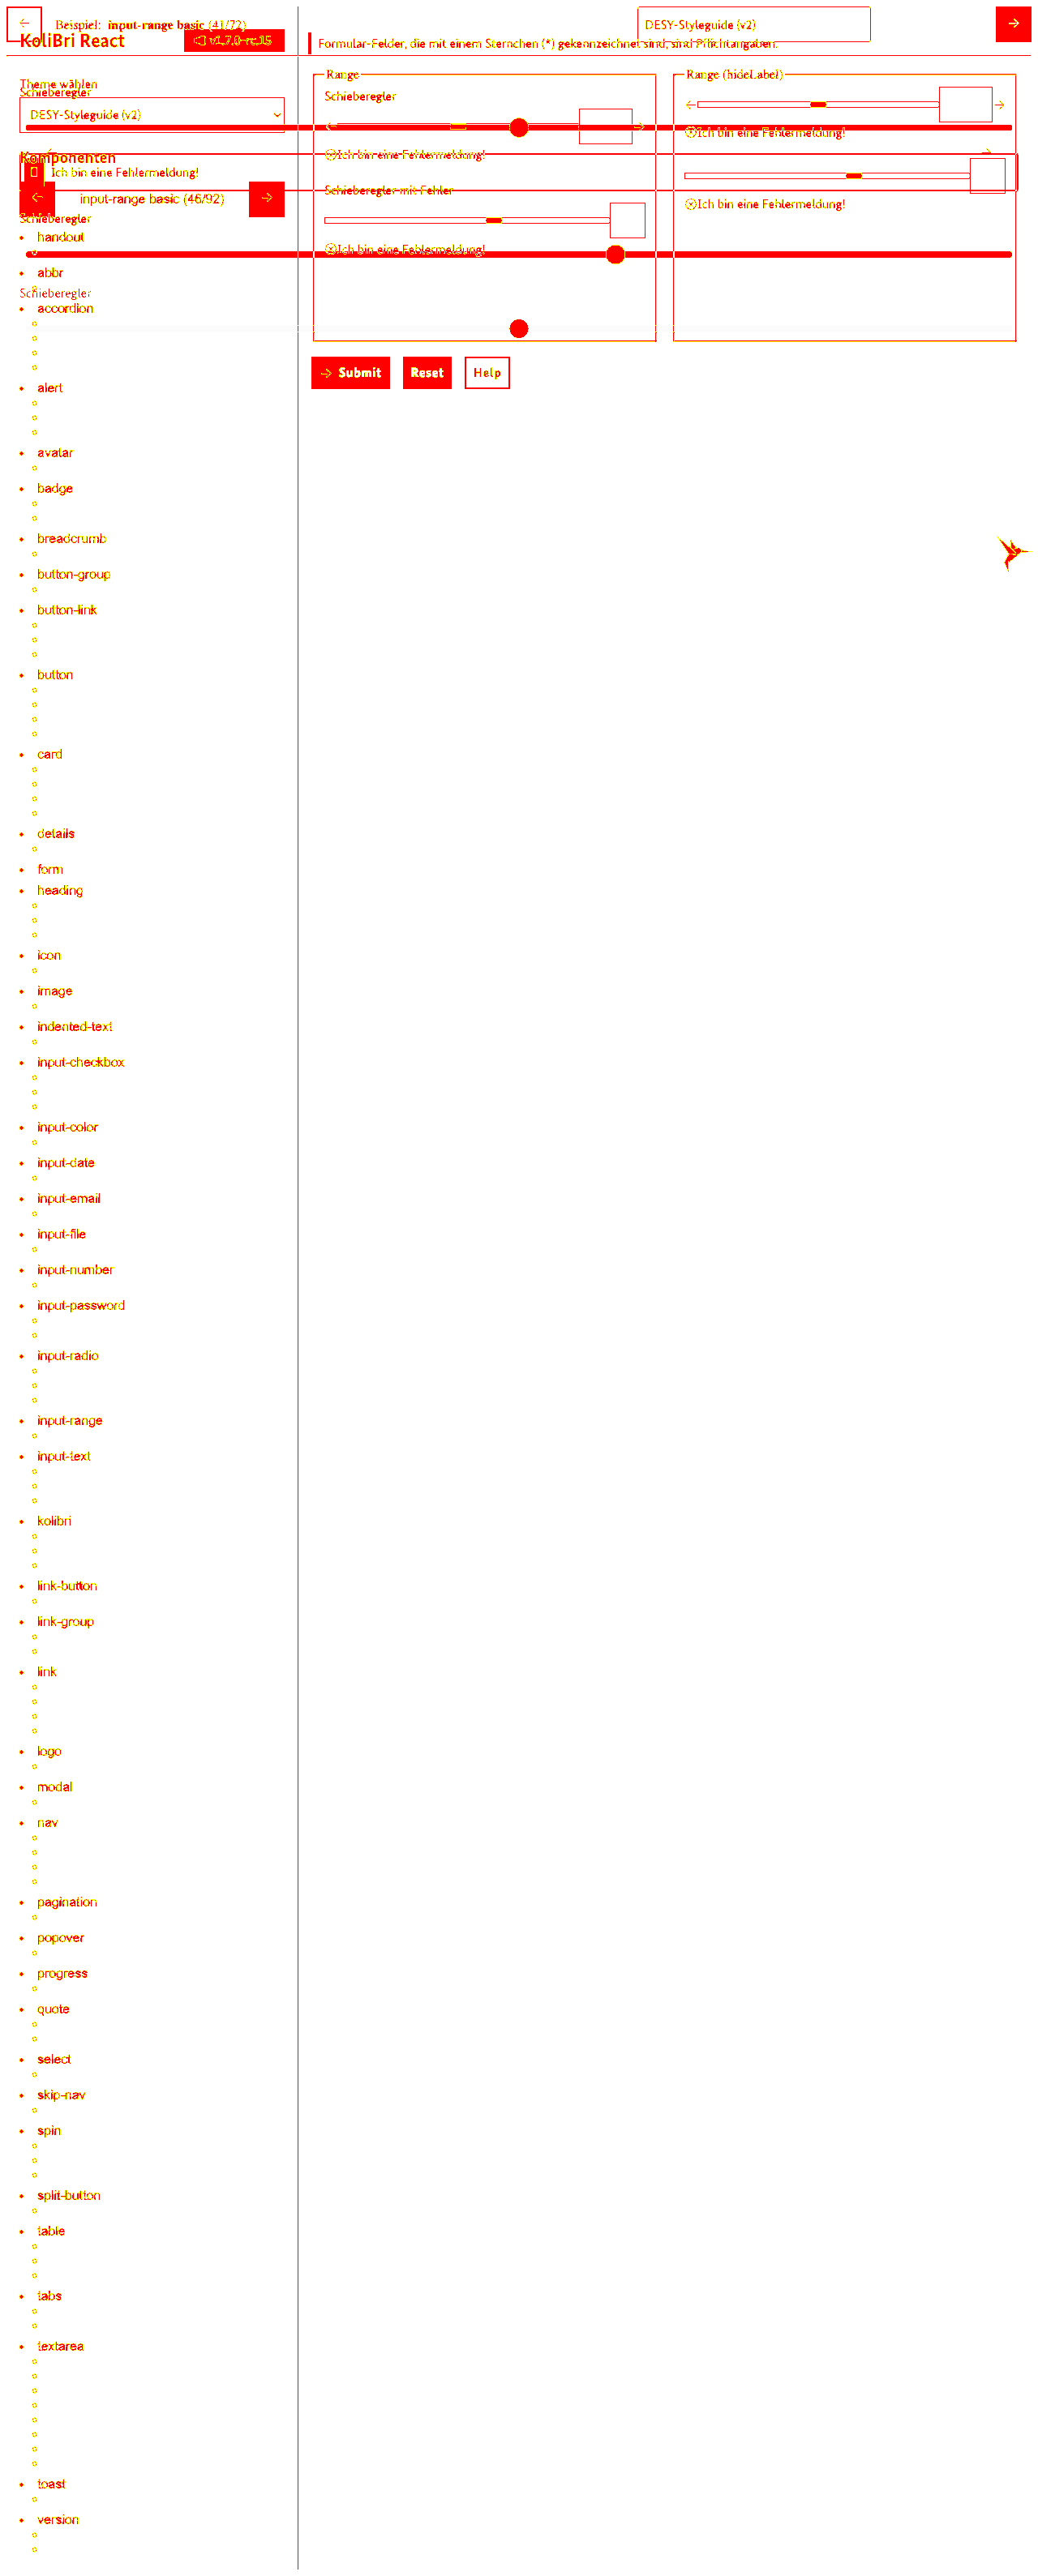 Beispiel: input-range basic (41/72)
DESY-Styleguide (v2)
KoliBri React
v1.7.0-rc.15
Formular-Felder, die mit einem Sternchen (*) gekennzeichnet sind, sind Pflichtangaben.
Theme wählen
Schieberegler
DESY-Styleguide (v2)
Komponenten
Ich bin eine Fehlermeldung!
input-range basic (46/92)
Schieberegler
Schieberegler
Range
Schieberegler
Ich bin eine Fehlermeldung!
Schieberegler mit Fehler
Ich bin eine Fehlermeldung!
Range (hideLabel)
Ich bin eine Fehlermeldung!
Ich bin eine Fehlermeldung!
Submit
Reset
Help
handout
abbr
accordion
alert
avatar
badge
breadcrumb
button-group
button-link
button
card
details
form
heading
icon
image
indented-text
input-checkbox
input-color
input-date
input-email
input-file
input-number
input-password
input-radio
input-range
input-text
kolibri
link-button
link-group
link
logo
modal
nav
pagination
popover
progress
quote
select
skip-nav
spin
split-button
table
tabs
textarea
toast
version